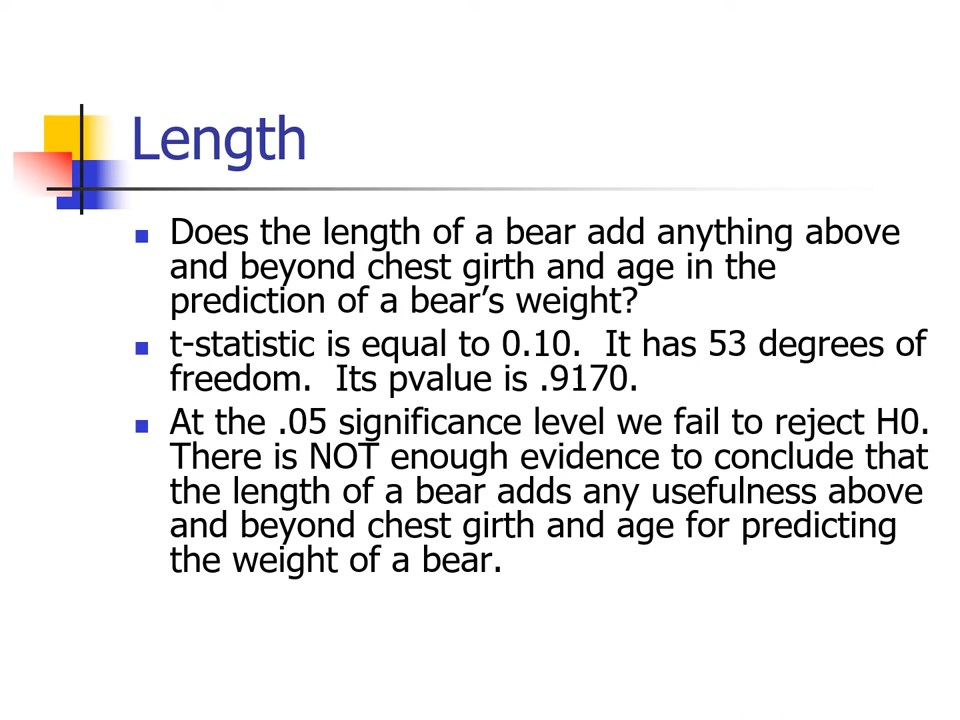 Length
Does the length of a bear add anything above
and beyond chest girth and age in the
prediction of a bear’s weight?
t-statistic is equal to 0.10.  It has 53 degrees of
freedom.  Its pvalue is .9170.
At the .05 significance level we fail to reject H0.
There is NOT enough evidence to conclude that
the length of a bear adds any usefulness above
and beyond chest girth and age for predicting
the weight of a bear.